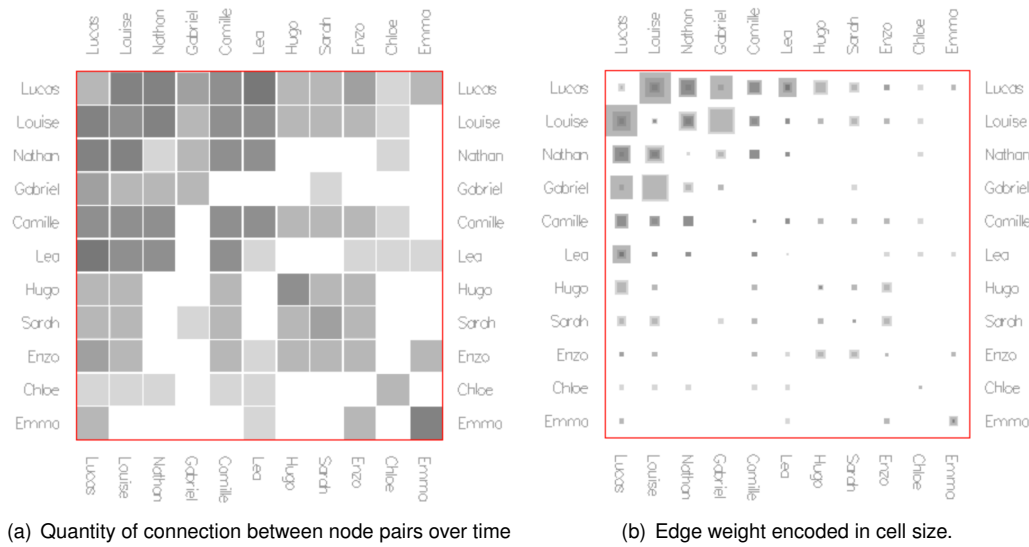 Lucas Louise Nathan Gabriel Camille Lea Hugo Sarah Enzo Chloe Emma
Lucas Lucas
Louise Louise
Nathan Nathan
Gabriel Gabriel
Camille Camille
Lea Lea
Hugo Hugo
Sarah Sarah
Enzo Enzo
Chloe Chloe
Emma Emma
Lucas Louise Nathan Gabriel Camille Lea Hugo Sarah Enzo Chloe Emma
(a) Quantity of connection between node pairs over time
Lucas Louise Nathan Gabriel Camille Lea Hugo Sarah Enzo Chloe Emma
Lucas Lucas
Louise Louise
Nathan Nathan
Gabriel Gabriel
Camille Camille
Lea Lea
Hugo Hugo
Sarah Sarah
Enzo Enzo
Chloe Chloe
Emma Emma
Lucas Louise Nathan Gabriel Camille Lea Hugo Sarah Enzo Chloe Emma
(b) Edge weight encoded in cell size.